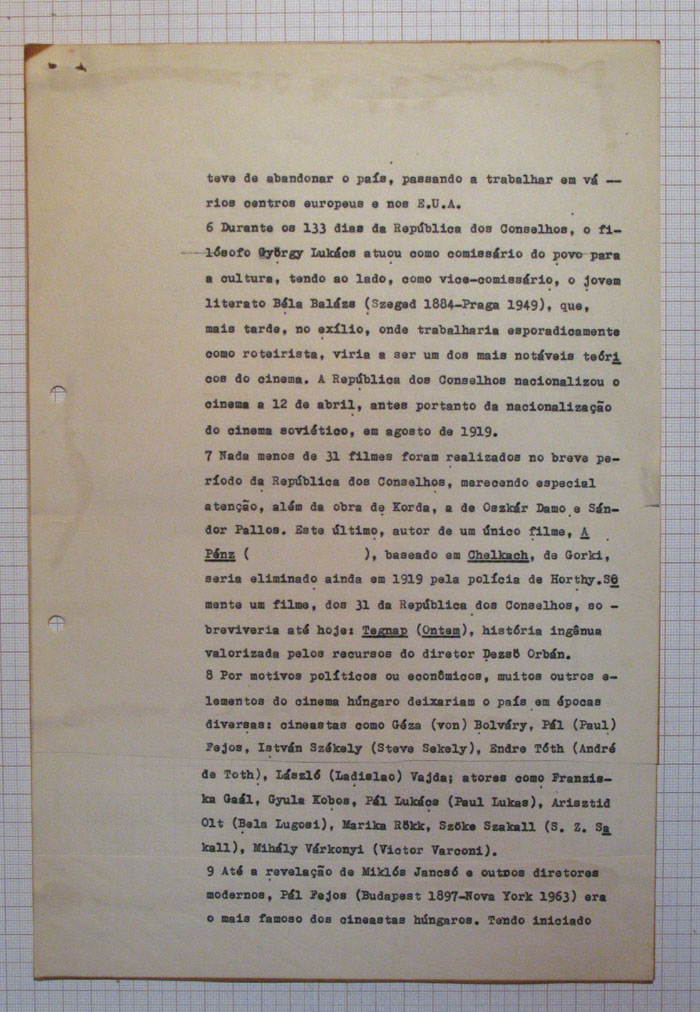 teve de abandonar o país, passando a trabalhar em vá —
rios centros europeus e nos E.U.A.
6 Durante os 133 dias da República dos Conselhos, o fi-
lósofo György Lukács atuou como comissário do povo para
a cultura, tendo ao lado, como vice-comissário, o jovem
literato Béla Balázs (Szeged 1884-Praga 1949), que,
mais tarde, no exílio, onde trabalharia esporadicamente
como roteirista, viria a ser um dos mais notáveis teóri
cos do cinema. A República dos Conselhos nacionalizou o
cinema a 12 de abril, antes portanto da nacionalização
do cinema soviético, em agosto de 1919.
7 Nada menos de 31 filmes foram realizados no breve pe-
ríodo da República dos Conselhos, merecendo especial
atenção, além da obra de Korda, a de Oszkár Damo e Sán-
dor Pallos. Este último, autor de um único filme, A
Pénz (             ), baseado em Chelkach, de Gorki,
seria eliminado ainda em 1919 pela polícia de Horthy.Sô
mente um filme, dos 31 da República dos Conselhos, so -
breviveria até hoje: Tegnap (Ontem), história ingênua
valorizada pelos recursos do diretor Dezsö Orbán.
8 Por motivos políticos ou econômicos, muitos outros e-
lementos do cinema húngaro deixariam o país em épocas
diversas: cineastas como Géza (von) Bolváry, Pál (Paul)
Fejos, István Székely (Steve Sekely), Endre Tóth (André
de Toth), László (Ladislao) Vajda; atores como Franzis-
ka Gaál, Gyula Kobos, Pál Lukács (Paul Lukas), Arisztid
Olt (Bela Lugosi), Marika Rökk, Szöke Szakall (S. Z. Sa
kall), Mihály Várkonyi (Victor Varconi).
9 Até a revelação de Miklós Jancsó e outros diretores
modernos, Pál Fejos (Budapest 1897-Nova York 1963) era
o mais famoso dos cineastas húngaros. Tendo iniciado